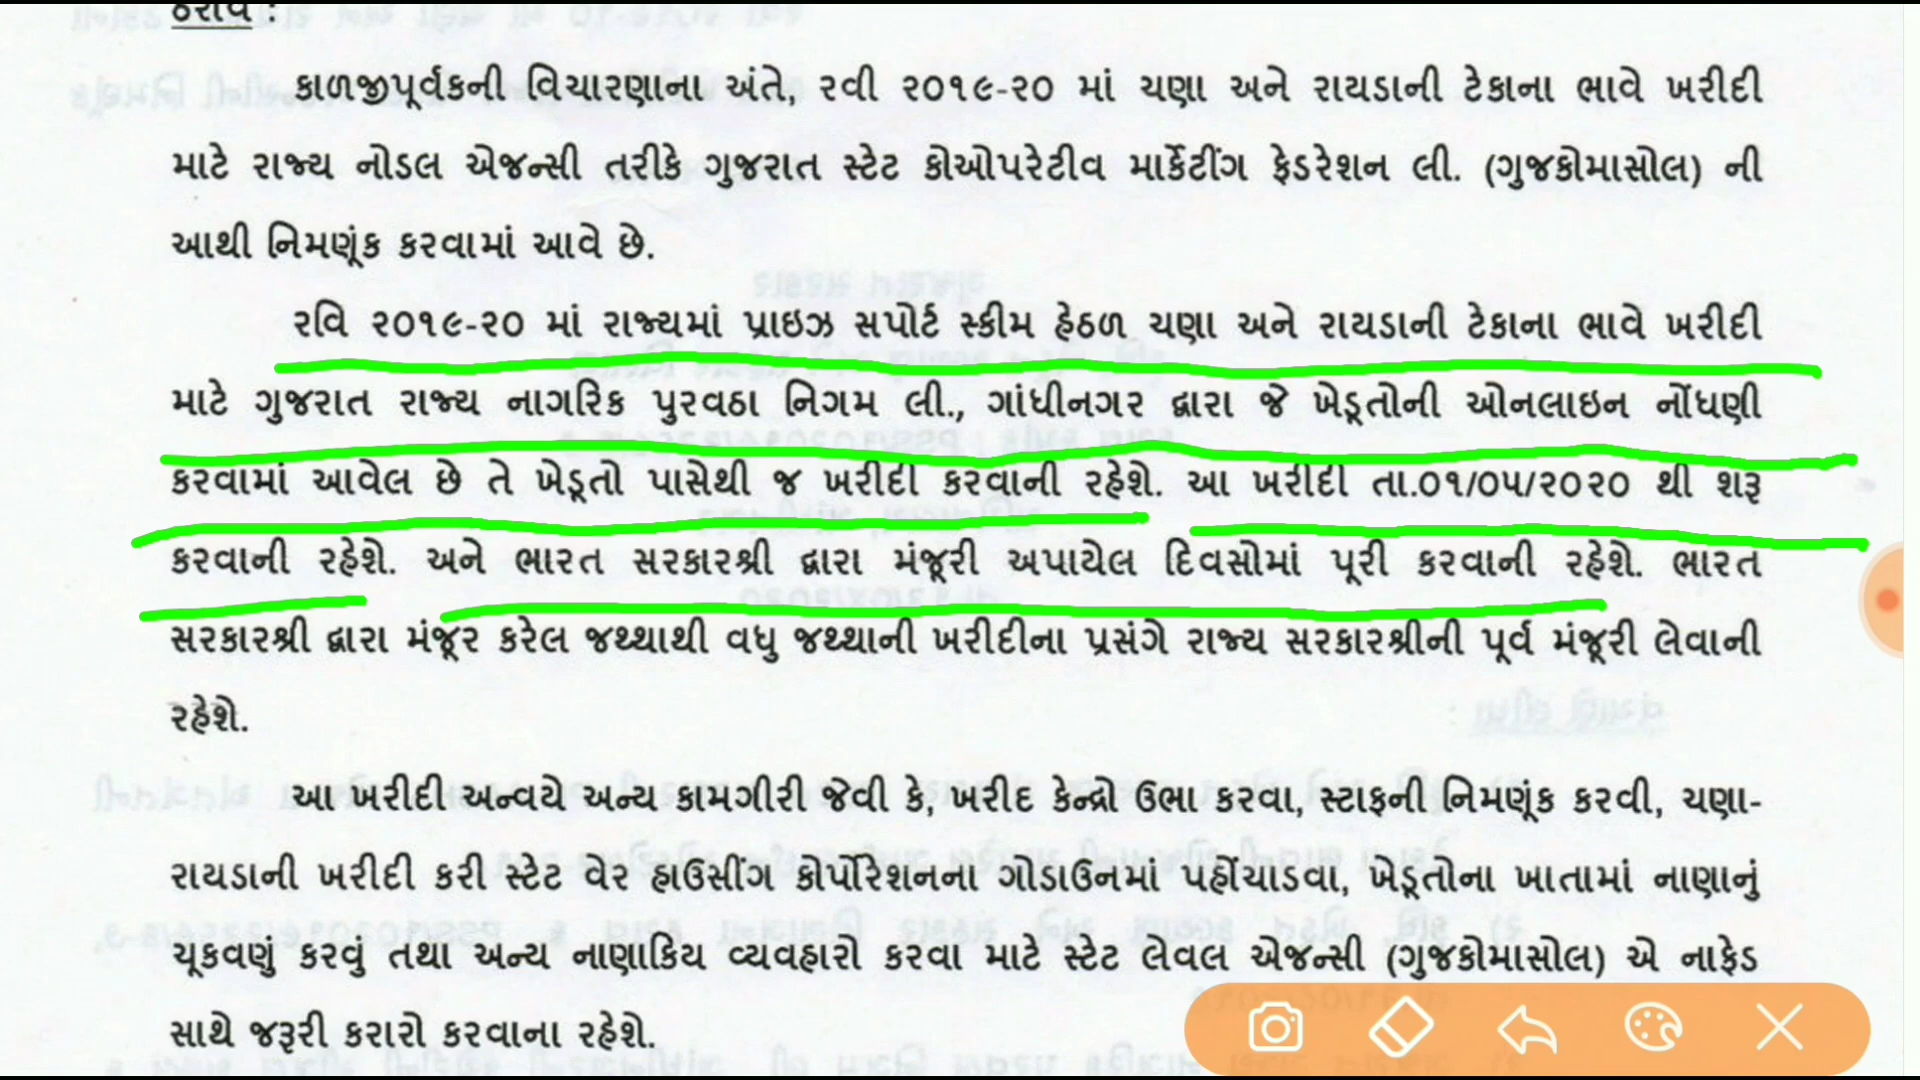 ઠરાવ :
કાળજીપૂર્વકની વિચારણાના અંતે, રવી ૨૦૧૯-૨૦ માં ચણા અને રાયડાની ટેકાના ભાવે ખરીદી
માટે રાજ્ય નોડલ એજન્સી તરીકે ગુજરાત સ્ટેટ કોઓપરેટીવ માર્કેટીંગ ફેડરેશન લી. (ગુજકોમાસોલ) ની
આથી નિમણૂંક કરવામાં આવે છે.
રવિ ૨૦૧૯-૨૦ માં રાજ્યમાં પ્રાઇઝ સપોર્ટ સ્કીમ હેઠળ ચણા અને રાયડાની ટેકાના ભાવે ખરીદી
માટે ગુજરાત રાજ્ય નાગરિક પુરવઠા નિગમ લી., ગાંધીનગર દ્વારા જે ખેડૂતોની ઓનલાઇન નોંધણી
કરવામાં આવેલ છે તે ખેડૂતો પાસેથી જ ખરીદી કરવાની રહેશે. આ ખરીદી તા.૦૧/૦૫/૨૦૨૦ થી શરૂ
કરવાની રહેશે. અને ભારત સરકારશ્રી દ્વારા મંજૂરી અપાયેલ દિવસોમાં પૂરી કરવાની રહેશે. ભારત
સરકારશ્રી દ્વારા મંજૂર કરેલ જથ્થાથી વધુ જથ્થાની ખરીદીના પ્રસંગે રાજ્ય સરકારશ્રીની પૂર્વ મંજૂરી લેવાની
રહેશે.
આ ખરીદી અન્વયે અન્ય કામગીરી જેવી કે, ખરીદ કેન્દ્રો ઉભા કરવા, સ્ટાફની નિમણૂંક કરવી, ચણા-
રાયડાની ખરીદી કરી સ્ટેટ વેર હાઉસીંગ કોર્પોરેશનના ગોડાઉનમાં પહોંચાડવા, ખેડૂતોના ખાતામાં નાણાનું
ચૂકવણું કરવું તથા અન્ય નાણાકિય વ્યવહારો કરવા માટે સ્ટેટ લેવલ એજન્સી (ગુજકોમાસોલ) એ નાફેડ
સાથે જરૂરી કરારો કરવાના રહેશે.